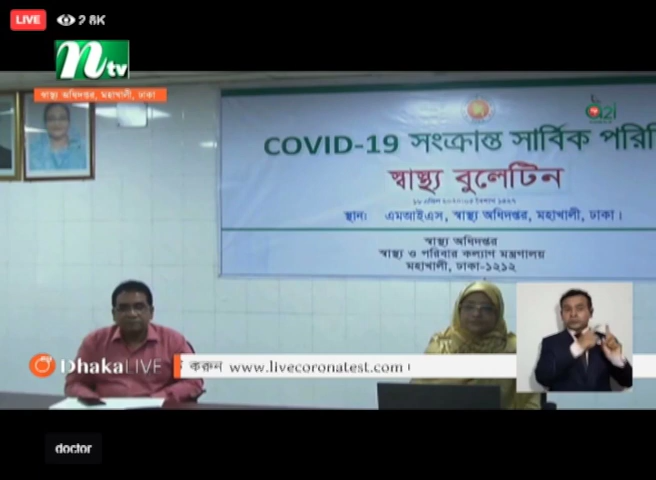 LIVE 2.8K
ntv
স্বাস্থ্য অধিদপ্তর, মহাখালী, ঢাকা
a2i
COVID-19 সংক্রান্ত সার্বিক পরিস্থি
স্বাস্থ্য বুলেটিন
স্থান: এমআইএস, স্বাস্থ্য অধিদপ্তর, মহাখালী, ঢাকা।
স্বাস্থ্য অধিদপ্তর
স্বাস্থ্য ও পরিবার কল্যাণ মন্ত্রণালয়
মহাখালী, ঢাকা-১২১২
DhakaLIVE করুন www.livecoronatest.com
doctor